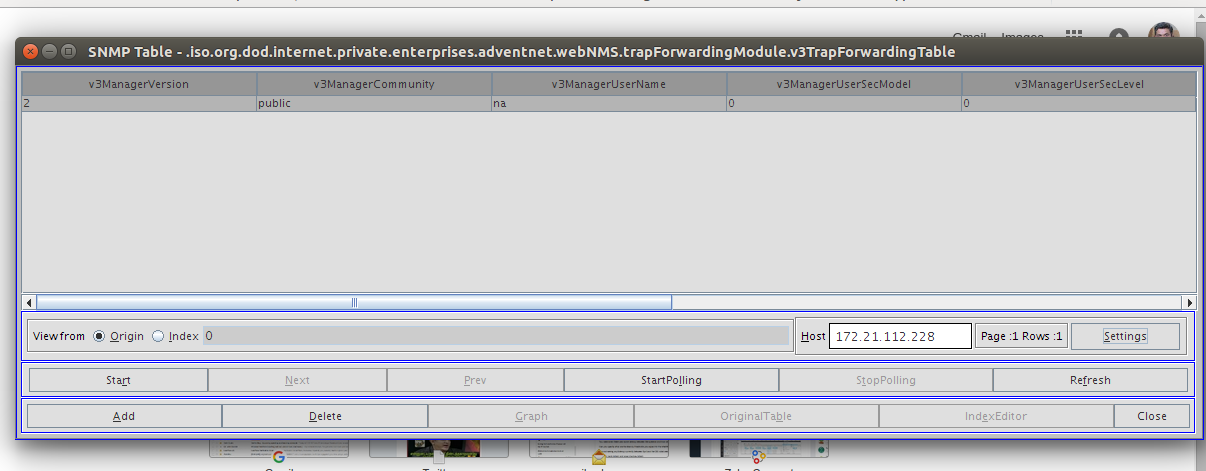 Gmail Images
SNMP Table - .iso.org.dod.internet.private.enterprises.adventnet.webNMS.trapForwardingModule.v3TrapForwardingTable
v3ManagerVersion v3ManagerCommunity v3ManagerUserName v3ManagerUserSecModel v3ManagerUserSecLevel
2 public na 0 0
View from Origin Index 0 Host 172.21.112.228 Page :1 Rows :1 Settings
Start Next Prev StartPolling StopPolling Refresh
Add Delete Graph OriginalTable IndexEditor Close